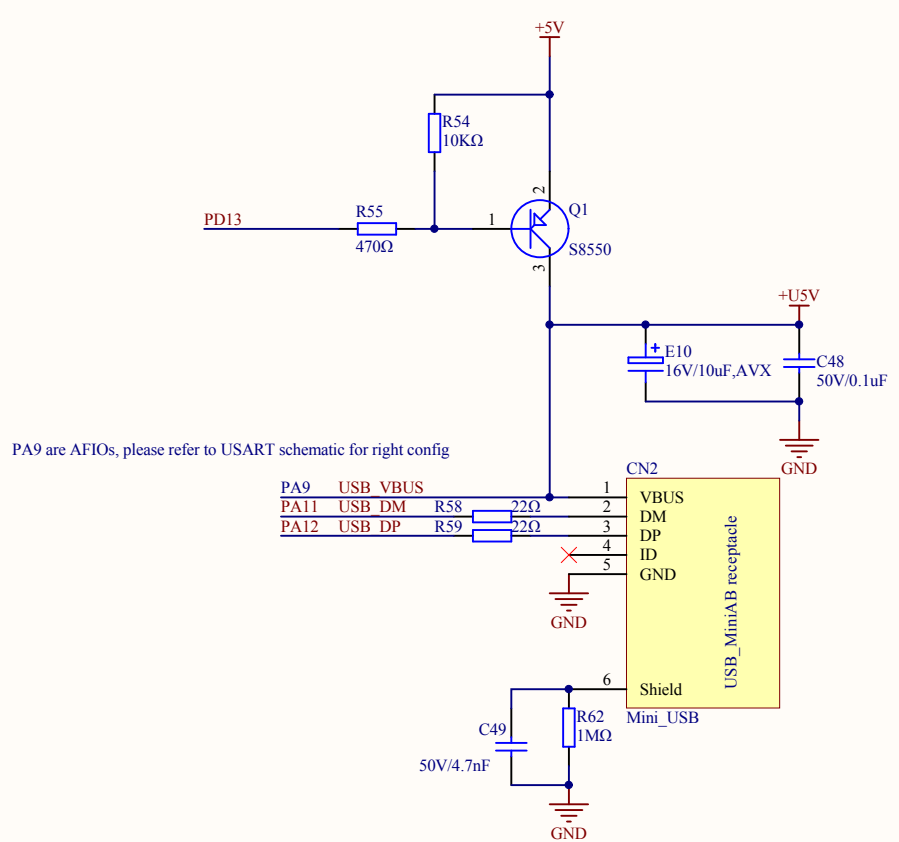 +5V
R54
10KΩ
2
Q1
PD13
R55
1
470Ω
S8550
3
+U5V
+
E10
16V/10uF,AVX
C48
50V/0.1uF
PA9 are AFIOs, please refer to USART schematic for right config
GND
CN2
PA9 USB_VBUS
1
VBUS
PA11 USB_DM R58 22Ω
2
DM
PA12 USB_DP R59 22Ω
3
DP
4
ID
5
GND
GND
USB_MiniAB receptacle
6
Shield
Mini_USB
C49
R62
1MΩ
50V/4.7nF
GND